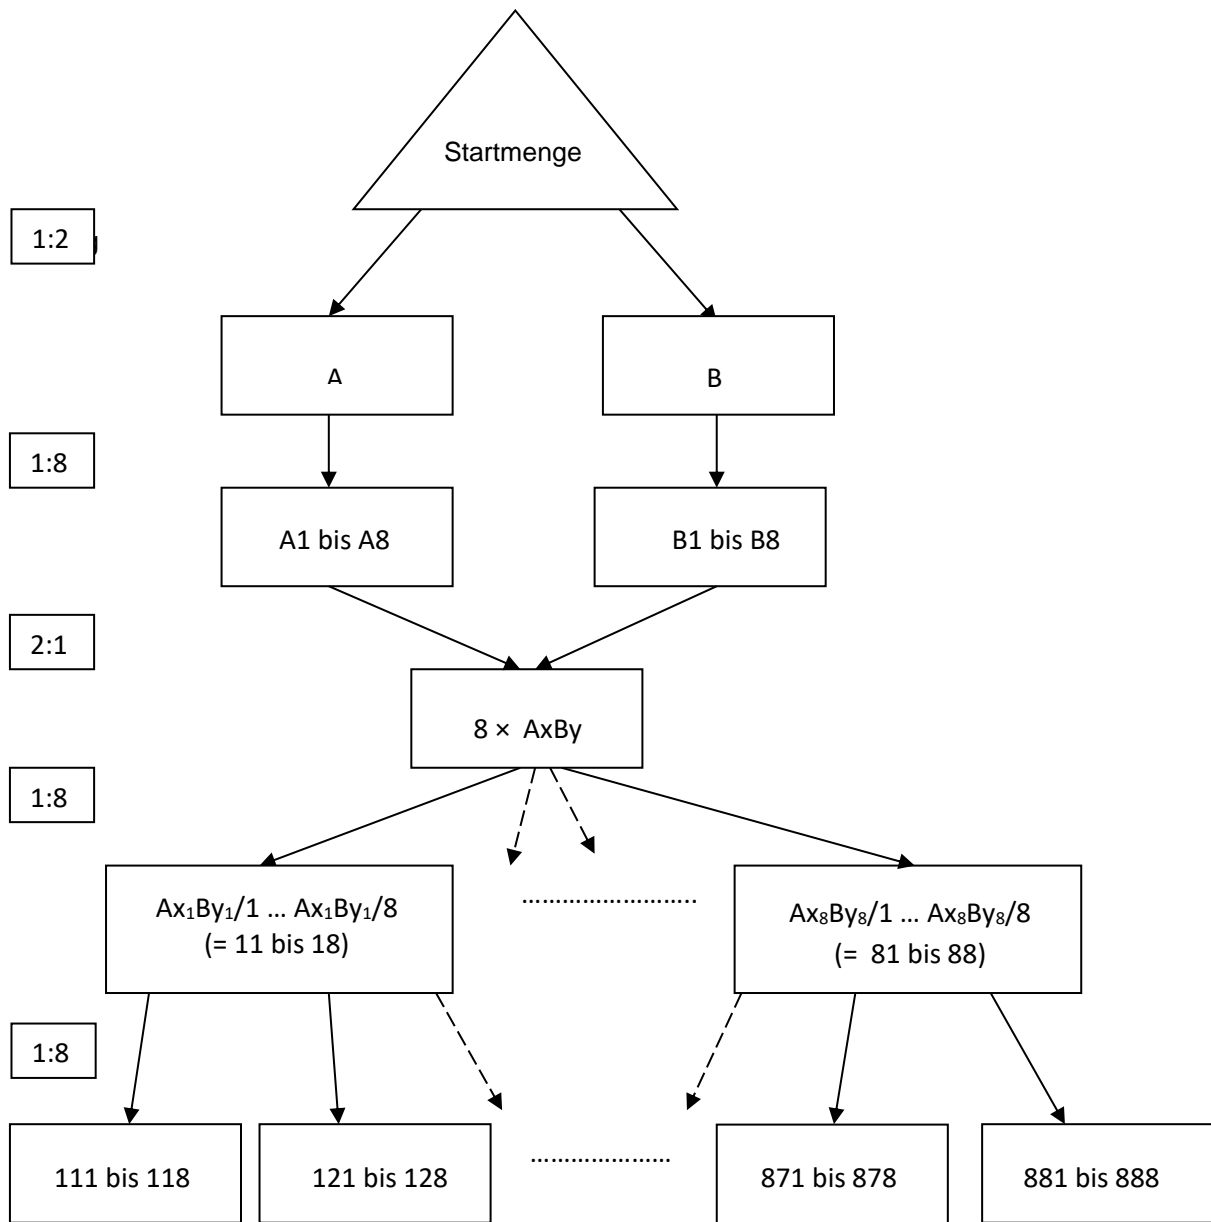 Startmenge
1:2
A
B
1:8
A1 bis A8
B1 bis B8
2:1
8 × AxBy
1:8
Ax₁By₁/1 ... Ax₁By₁/8
(= 11 bis 18)
……………………..
Ax₈By₈/1 ... Ax₈By₈/8
(= 81 bis 88)
1:8
111 bis 118
121 bis 128
…………………
871 bis 878
881 bis 888